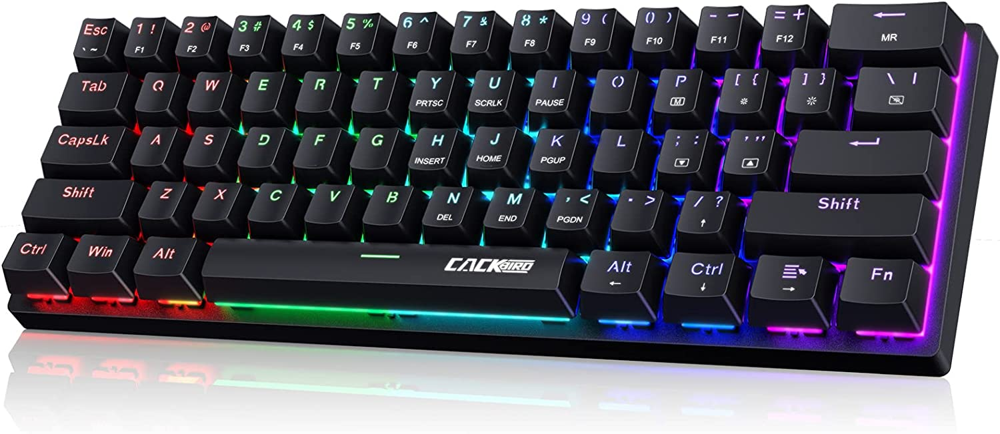 Esc 1 ! 2 @ 3 # 4 $ 5 % 6 ^ 7 & 8 * 9 ( 0 ) - – = + ←
` ~ F1 F2 F3 F4 F5 F6 F7 F8 F9 F10 F11 F12 MR
Tab Q W E R T Y U I O P [ { ] } \ |
PRTSC SCRLK PAUSE M
CapsLk A S D F G H J K L ; : ' "
INSERT HOME PGUP
Shift Z X C V B N M , < . > / ? Shift
DEL END PGDN ↑
Ctrl Win Alt CACKBIRD Alt Ctrl Fn
← ↓ →